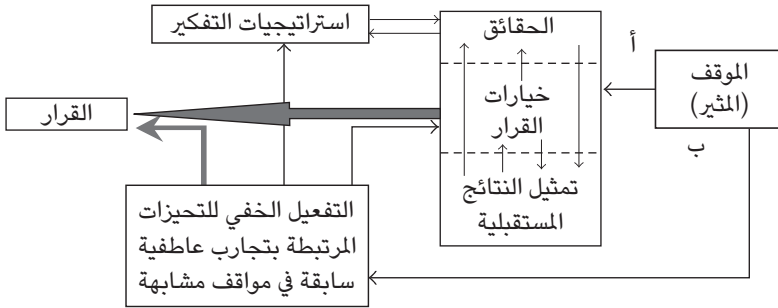 استراتيجيات التفكير
الحقائق
أ
الموقف
(المثير)
خيارات
القرار
القرار
ب
تمثيل النتائج
المستقبلية
التفعيل الخفي للتحيزات
المرتبطة بتجارب عاطفية
سابقة في مواقف مشابهة